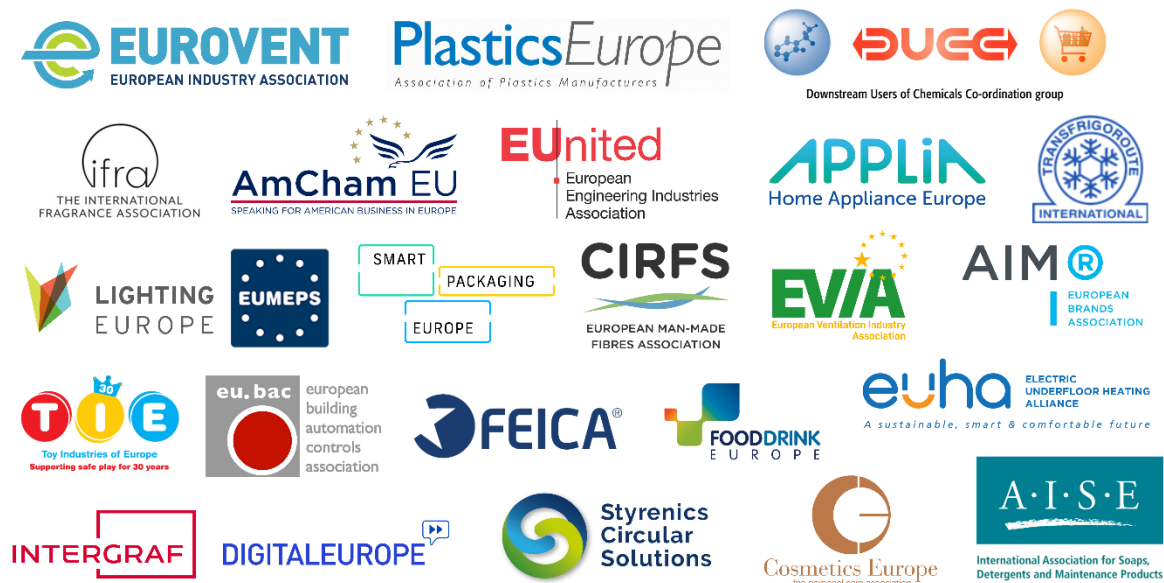 EUROVENT
EUROPEAN INDUSTRY ASSOCIATION
PlasticsEurope
Association of Plastics Manufacturers
DUCC
Downstream Users of Chemicals Co-ordination group
ifra
THE INTERNATIONAL
FRAGRANCE ASSOCIATION
AmCham EU
SPEAKING FOR AMERICAN BUSINESS IN EUROPE
EUnited
European
Engineering Industries
Association
APPLiA
Home Appliance Europe
TRANSFRIGOROUTE
INTERNATIONAL
LIGHTING
EUROPE
EUMEPS
SMART
PACKAGING
EUROPE
CIRFS
EUROPEAN MAN-MADE
FIBRES ASSOCIATION
EVIA
European Ventilation Industry
Association
AIM®
EUROPEAN
BRANDS
ASSOCIATION
30
TIE
Toy Industries of Europe
Supporting safe play for 30 years
eu.bac
european
building
automation
controls
association
FEICA®
FOODDRINK
EUROPE
euha
ELECTRIC
UNDERFLOOR HEATING
ALLIANCE
A sustainable, smart & comfortable future
INTERGRAF
DIGITALEUROPE
Styrenics
Circular
Solutions
Cosmetics Europe
the personal care association
A·I·S·E
International Association for Soaps,
Detergents and Maintenance Products